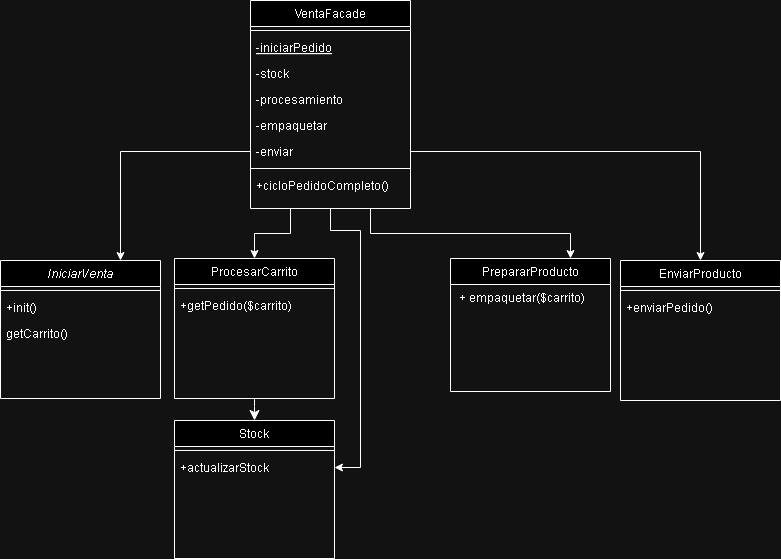 VentaFacade
-iniciarPedido
-stock
-procesamiento
-empaquetar
-enviar
+cicloPedidoCompleto()
IniciarVenta
+init()
getCarrito()
ProcesarCarrito
+getPedido($carrito)
PrepararProducto
+ empaquetar($carrito)
EnviarProducto
+enviarPedido()
Stock
+actualizarStock